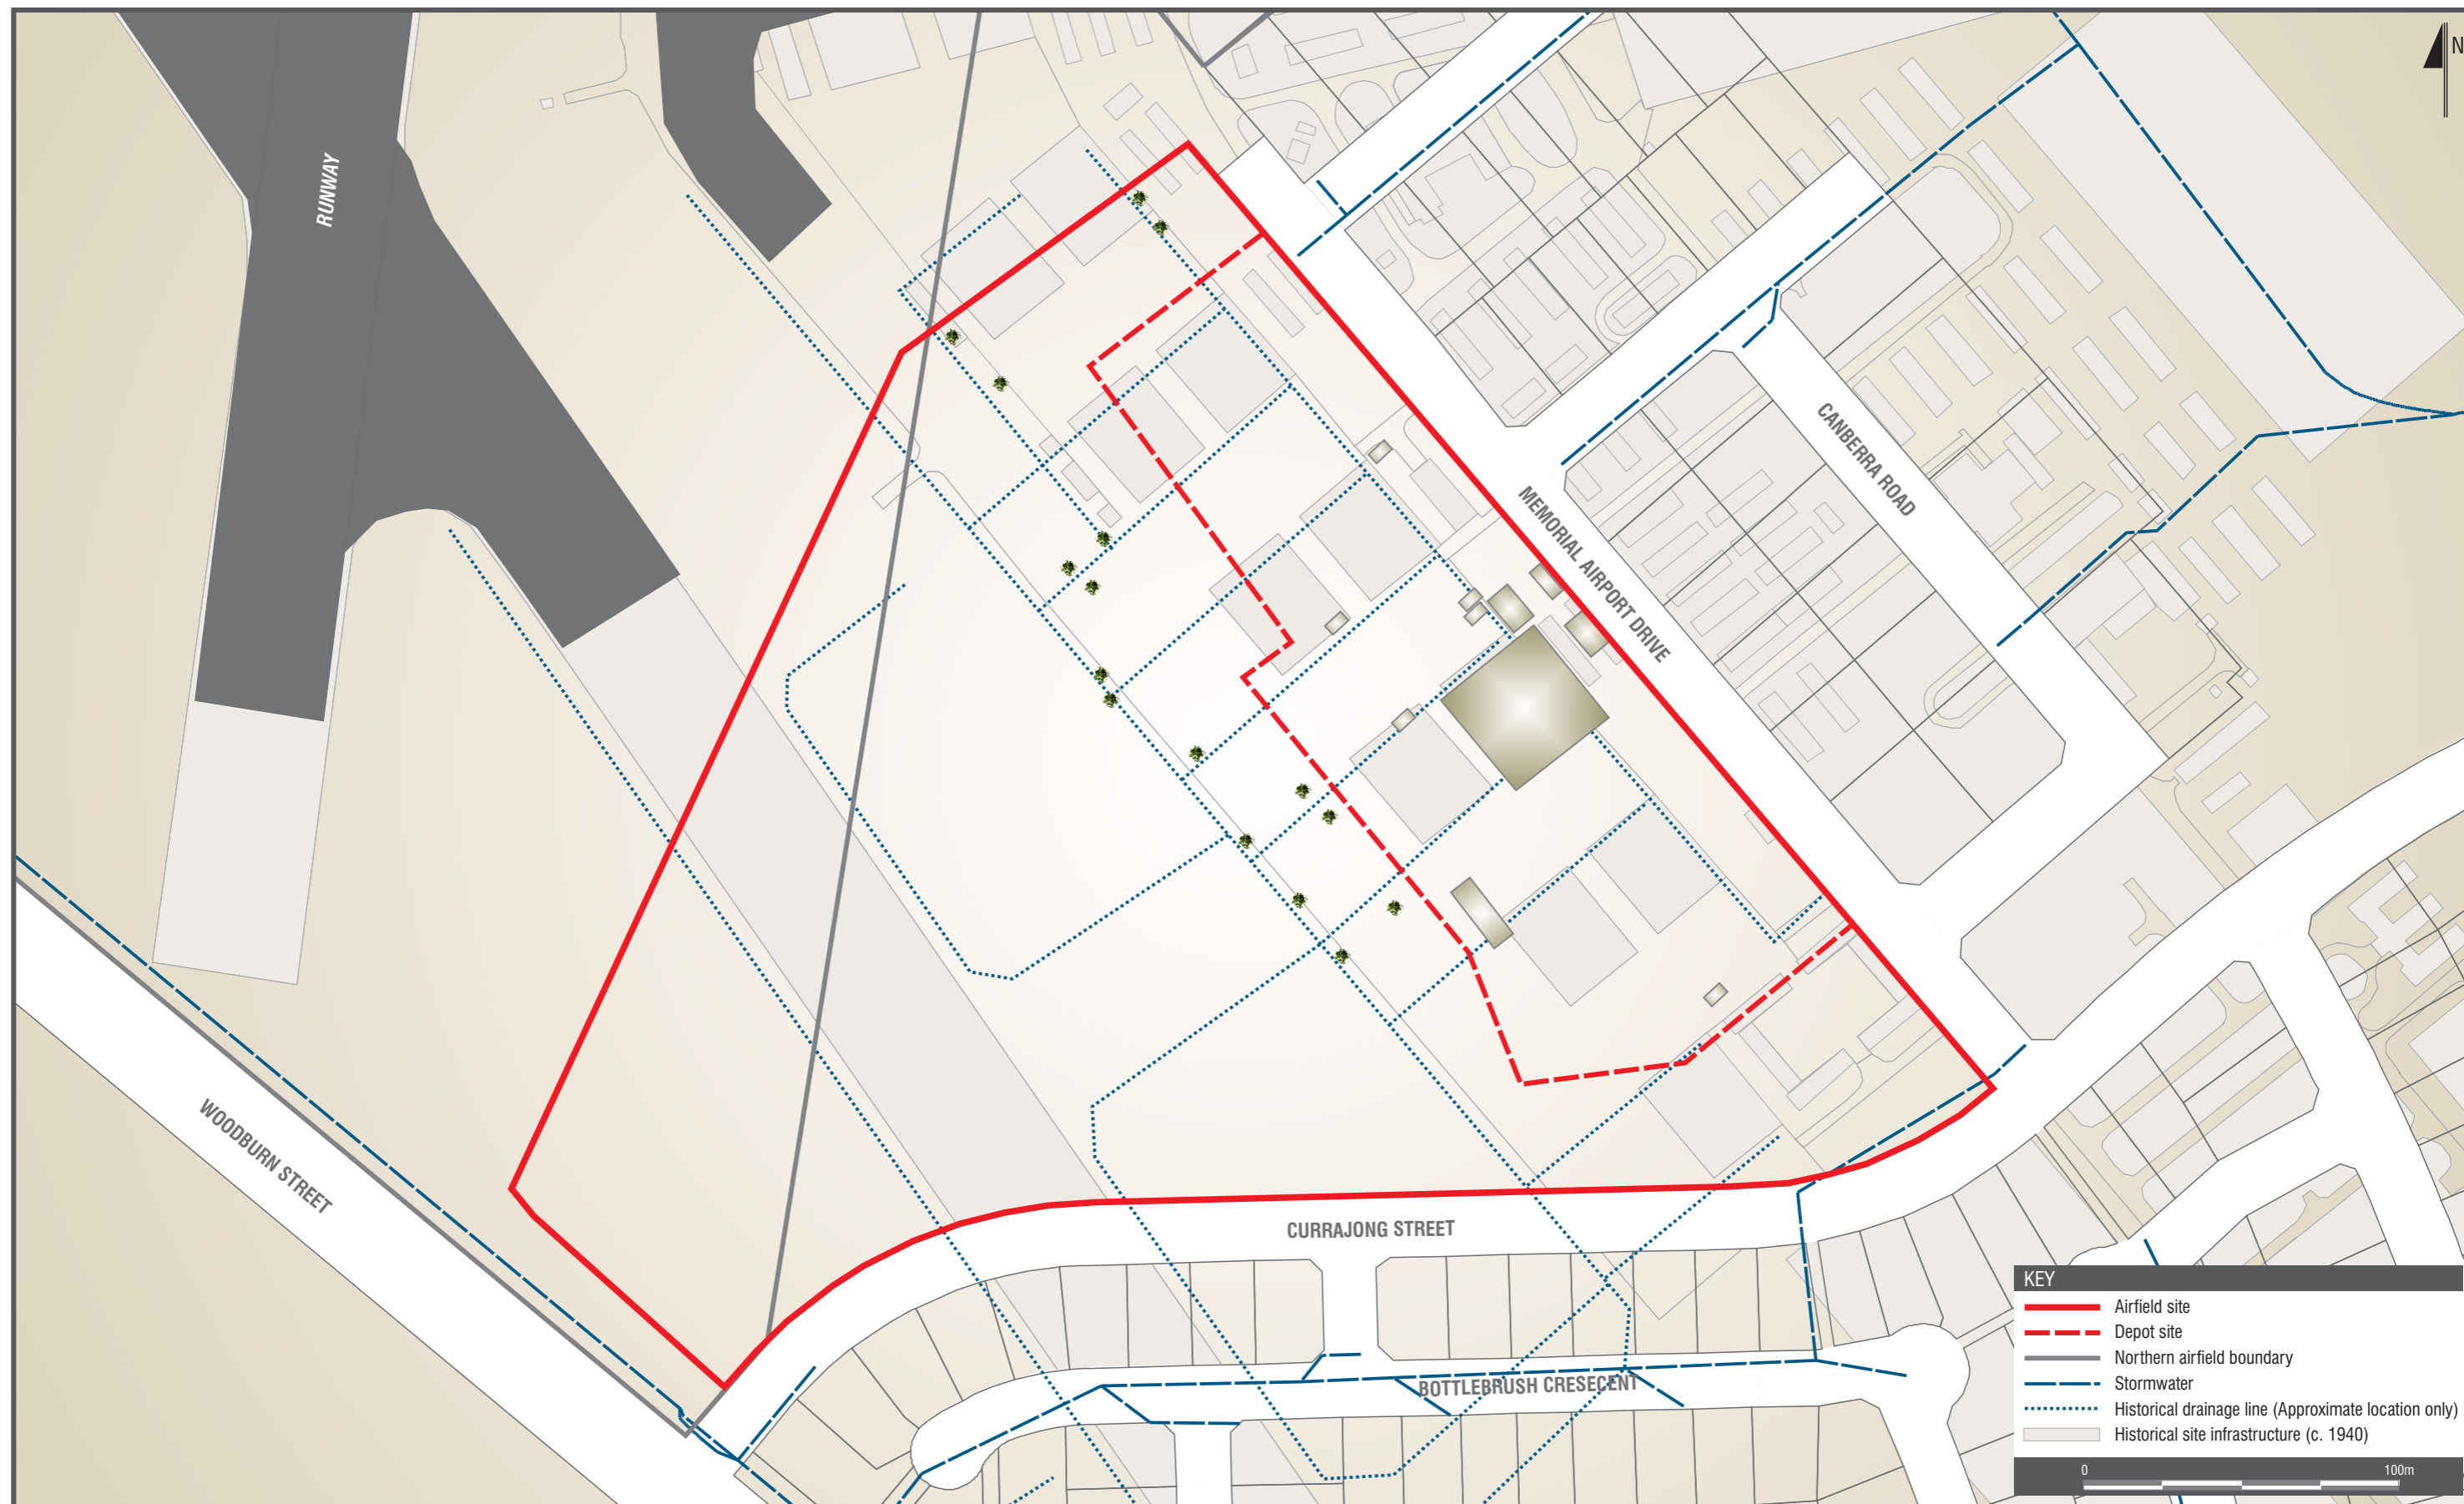 N
RUNWAY
CANBERRA ROAD
MEMORIAL AIRPORT DRIVE
WOODBURN STREET
CURRAJONG STREET
BOTTLEBRUSH CRESECENT
KEY
Airfield site
Depot site
Northern airfield boundary
Stormwater
Historical drainage line (Approximate location only)
Historical site infrastructure (c. 1940)
0 100m